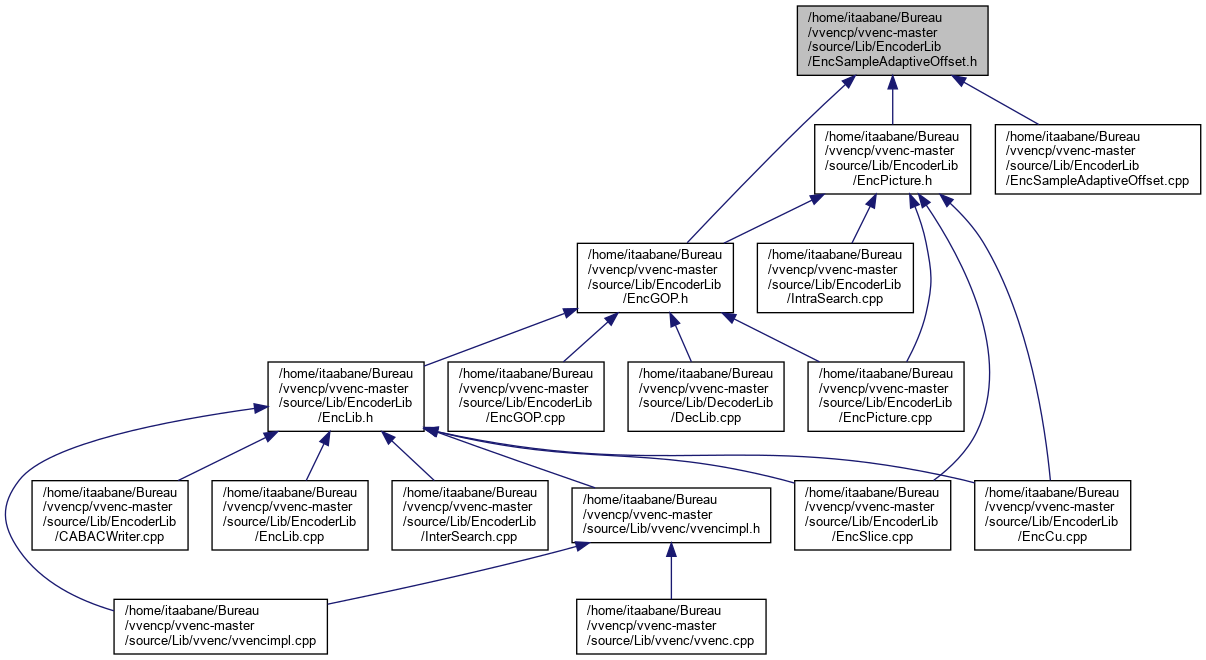 /home/itaabane/Bureau
/vvencp/vvenc-master
/source/Lib/EncoderLib
/EncSampleAdaptiveOffset.h
/home/itaabane/Bureau
/vvencp/vvenc-master
/source/Lib/EncoderLib
/EncPicture.h
/home/itaabane/Bureau
/vvencp/vvenc-master
/source/Lib/EncoderLib
/EncSampleAdaptiveOffset.cpp
/home/itaabane/Bureau
/vvencp/vvenc-master
/source/Lib/EncoderLib
/EncGOP.h
/home/itaabane/Bureau
/vvencp/vvenc-master
/source/Lib/EncoderLib
/IntraSearch.cpp
/home/itaabane/Bureau
/vvencp/vvenc-master
/source/Lib/EncoderLib
/EncLib.h
/home/itaabane/Bureau
/vvencp/vvenc-master
/source/Lib/EncoderLib
/EncGOP.cpp
/home/itaabane/Bureau
/vvencp/vvenc-master
/source/Lib/DecoderLib
/DecLib.cpp
/home/itaabane/Bureau
/vvencp/vvenc-master
/source/Lib/EncoderLib
/EncPicture.cpp
/home/itaabane/Bureau
/vvencp/vvenc-master
/source/Lib/EncoderLib
/CABACWriter.cpp
/home/itaabane/Bureau
/vvencp/vvenc-master
/source/Lib/EncoderLib
/EncLib.cpp
/home/itaabane/Bureau
/vvencp/vvenc-master
/source/Lib/EncoderLib
/InterSearch.cpp
/home/itaabane/Bureau
/vvencp/vvenc-master
/source/Lib/vvenc/vvencimpl.h
/home/itaabane/Bureau
/vvencp/vvenc-master
/source/Lib/EncoderLib
/EncSlice.cpp
/home/itaabane/Bureau
/vvencp/vvenc-master
/source/Lib/EncoderLib
/EncCu.cpp
/home/itaabane/Bureau
/vvencp/vvenc-master
/source/Lib/vvenc/vvencimpl.cpp
/home/itaabane/Bureau
/vvencp/vvenc-master
/source/Lib/vvenc/vvenc.cpp